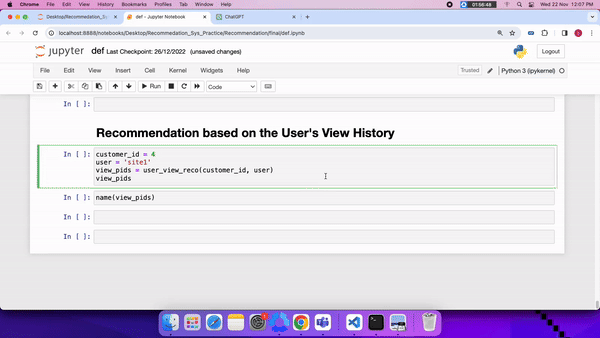 Chrome File Edit View History Bookmarks Profiles Tab Window Help 01:56:48 Wed 22 Nov 12:07 PM
Desktop/Recommendation_Sys_ def - Jupyter Notebook ChatGPT
localhost:8888/notebooks/Desktop/Recommedation_Sys_Practice/Recommendation/final/def.ipynb
jupyter def Last Checkpoint: 26/12/2022 (unsaved changes) Logout
File Edit View Insert Cell Kernel Widgets Help Trusted Python 3 (ipykernel)
Run Code
In [ ]:
Recommendation based on the User's View History
In [ ]: customer_id = 4
user = 'site1'
view_pids = user_view_reco(customer_id, user)
view_pids
In [ ]: name(view_pids)
In [ ]:
In [ ]: